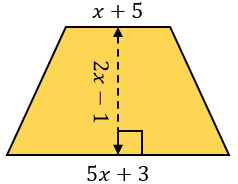 x + 5
2x − 1
5x + 3